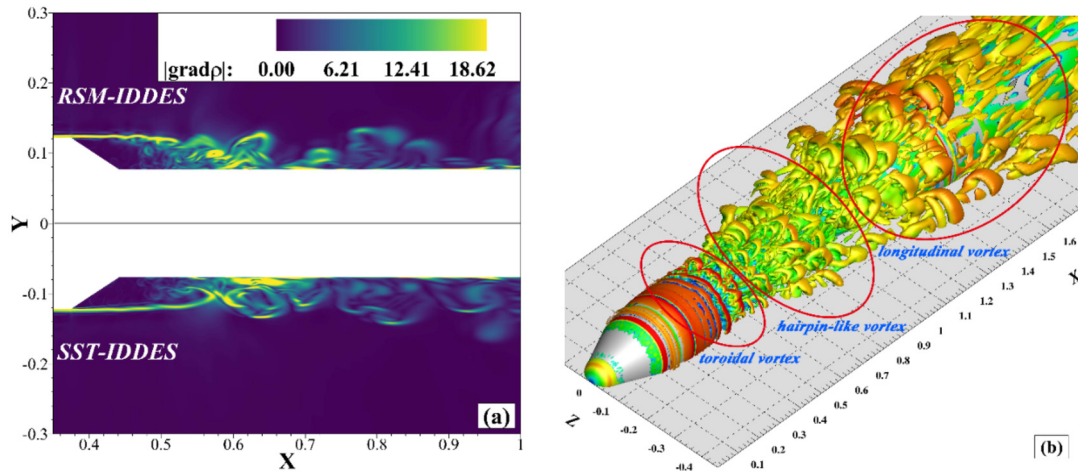 0.3
|gradρ|: 0.00 6.21 12.41 18.62
0.2
RSM-IDDES
0.1
Y
0
-0.1
SST-IDDES
-0.2
(a)
-0.3
0.4 0.5 0.6 0.7 0.8 0.9 1
X
longitudinal vortex
hairpin-like vortex
toroidal vortex
0 -0.1 -0.2 -0.3 -0.4
Z
0.1 0.2 0.3 0.4 0.5 0.6 0.7 0.8 0.9 1 1.1 1.2 1.3 1.4 1.5 1.6
X
(b)